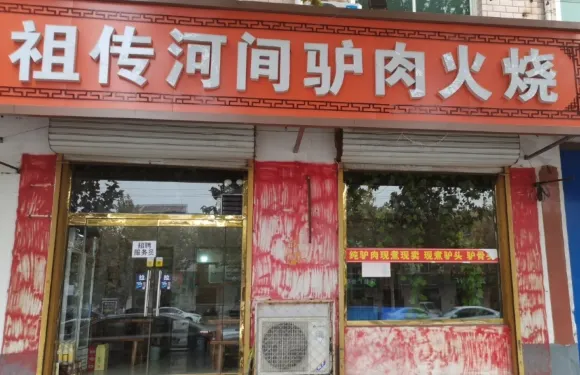 祖传河间驴肉火烧
招聘
服务员
纯驴肉现煮现卖 现煮驴头 驴骨